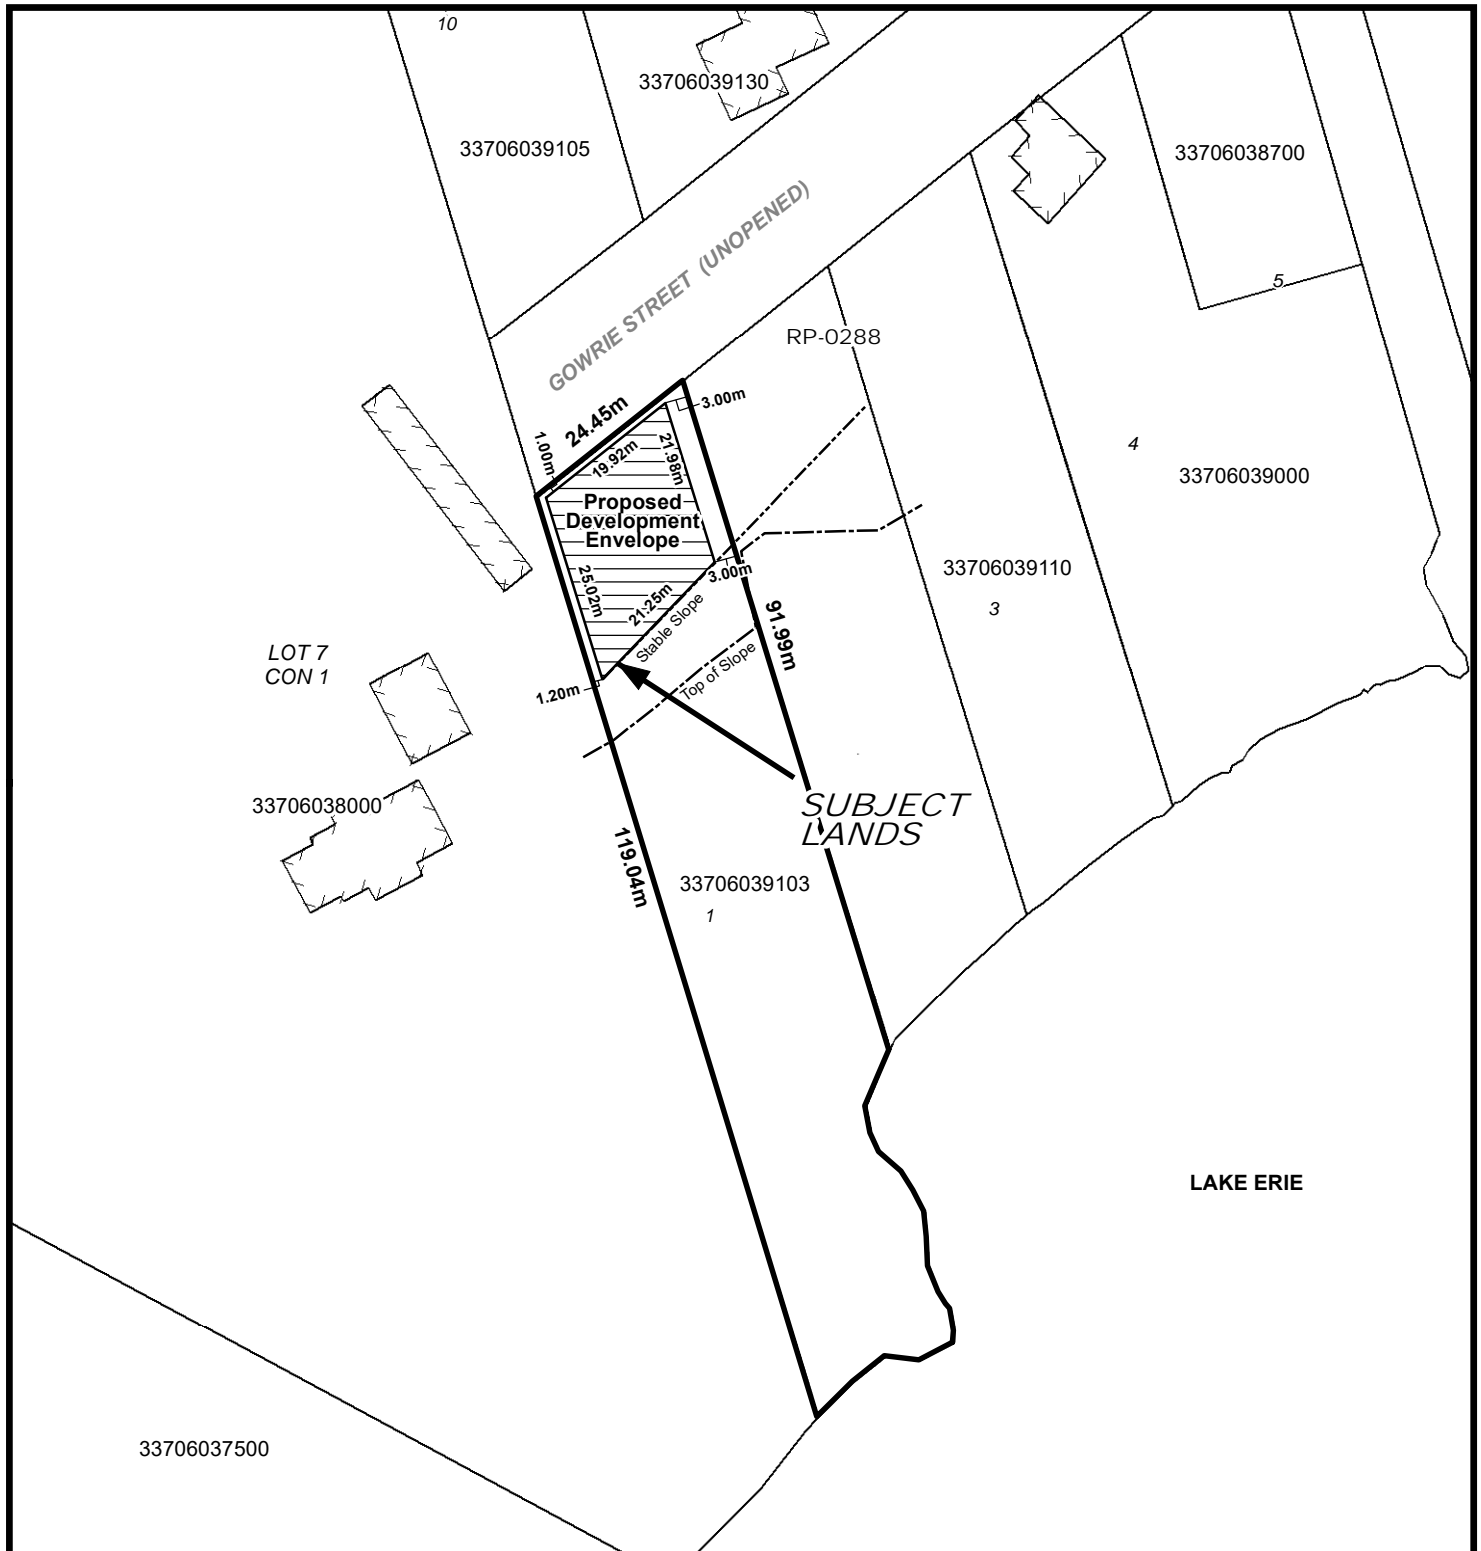 10
33706039130
33706039105
33706038700
GOWRIE STREET (UNOPENED)
5
RP-0288
3.00m
24.45m
1.00m
19.92m
21.98m
4
33706039000
Proposed
Development
Envelope
33706039110
3
3.00m
25.02m
21.25m
Stable Slope
91.99m
LOT 7
CON 1
Top of Slope
1.20m
33706038000
SUBJECT
LANDS
119.04m
33706039103
1
LAKE ERIE
33706037500